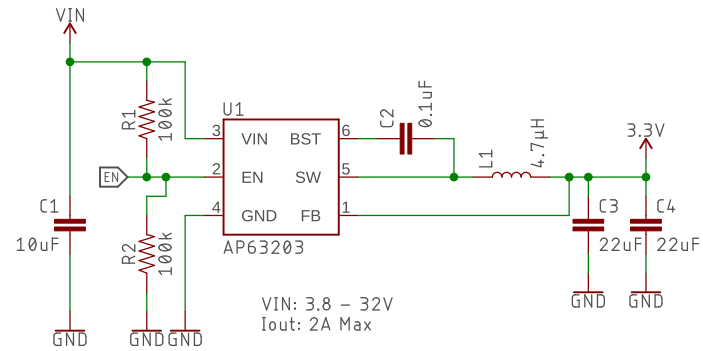 VIN
U1
R1
100k
3
VIN
BST
6
C2
0.1uF
EN
2
EN
SW
5
L1
4.7µH
3.3V
4
GND
FB
1
C1
10uF
R2
100k
AP63203
C3
22uF
C4
22uF
GND
GND
VIN: 3.8 – 32V
Iout: 2A Max
GND
GND
GND